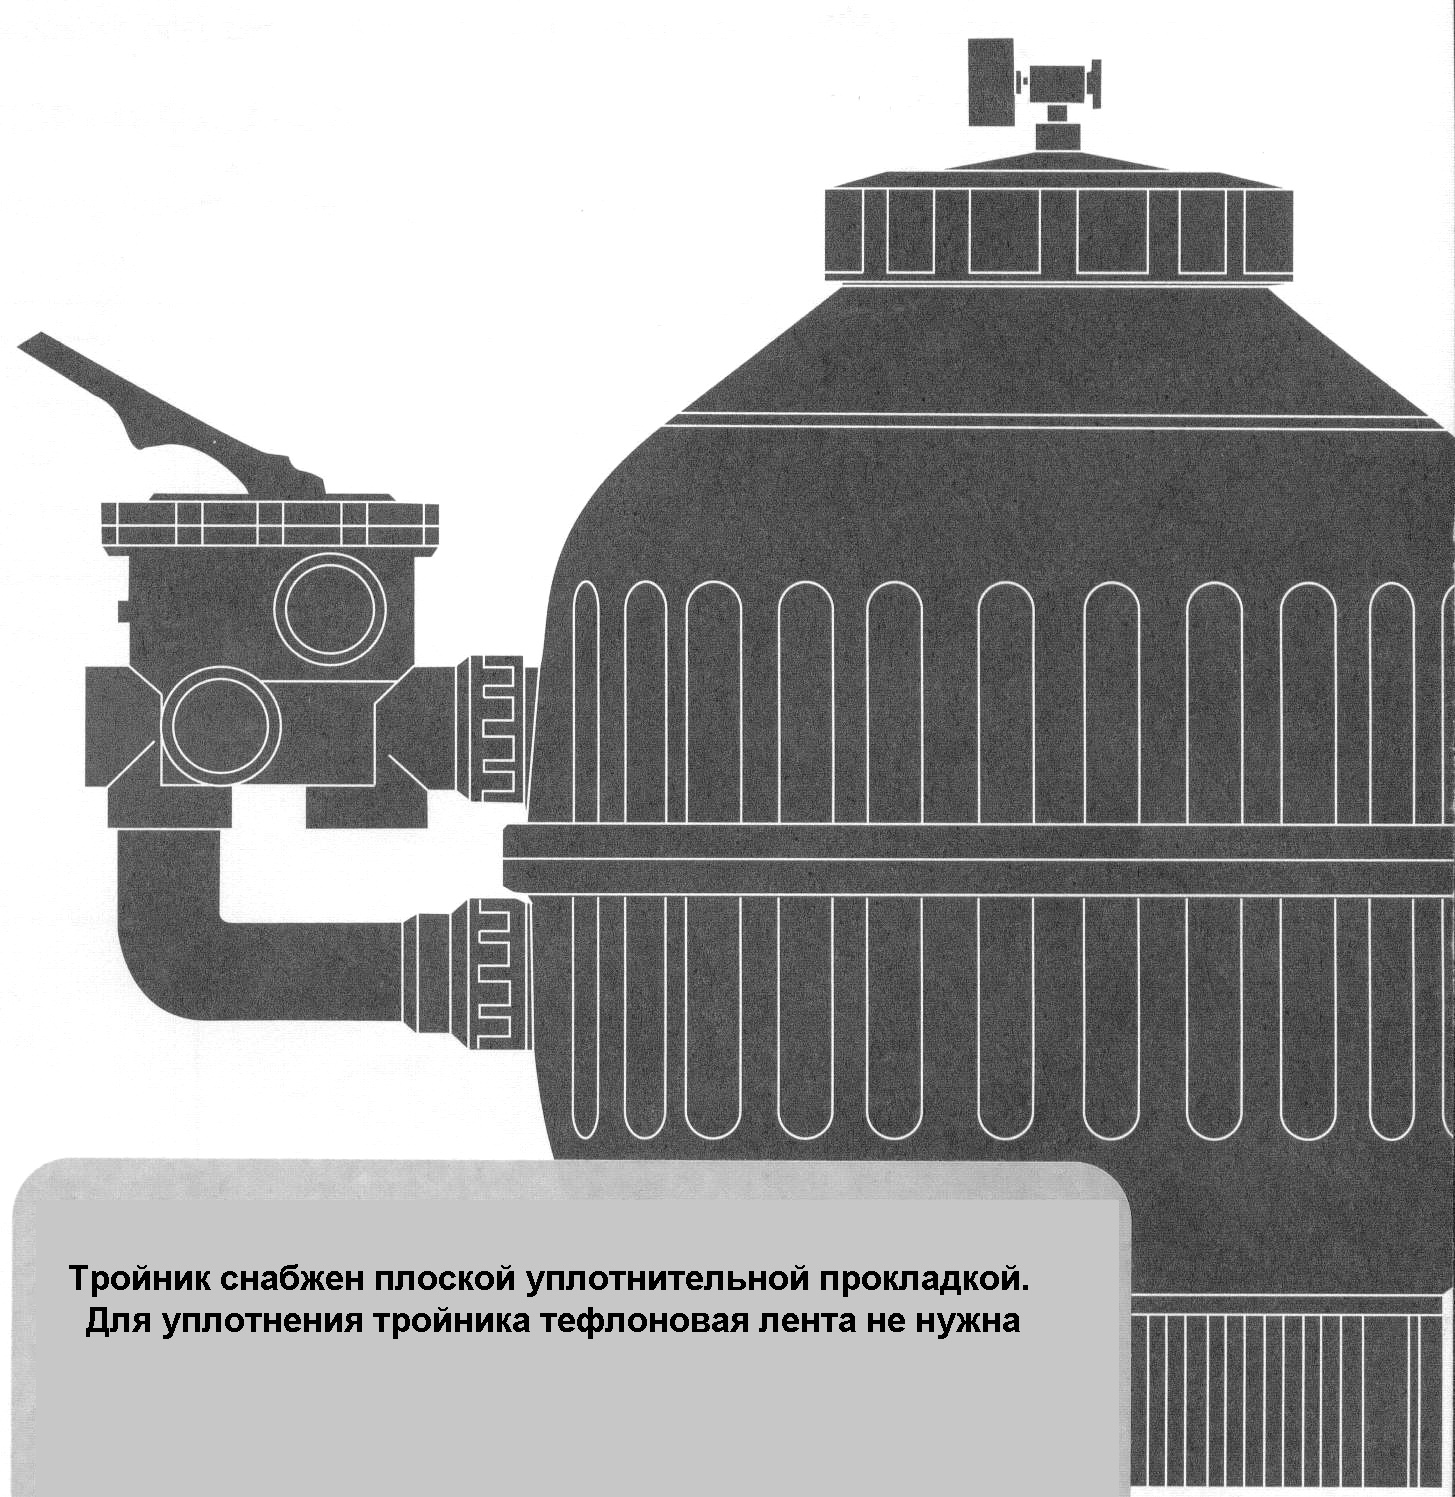 Тройник снабжен плоской уплотнительной прокладкой.
Для уплотнения тройника тефлоновая лента не нужна